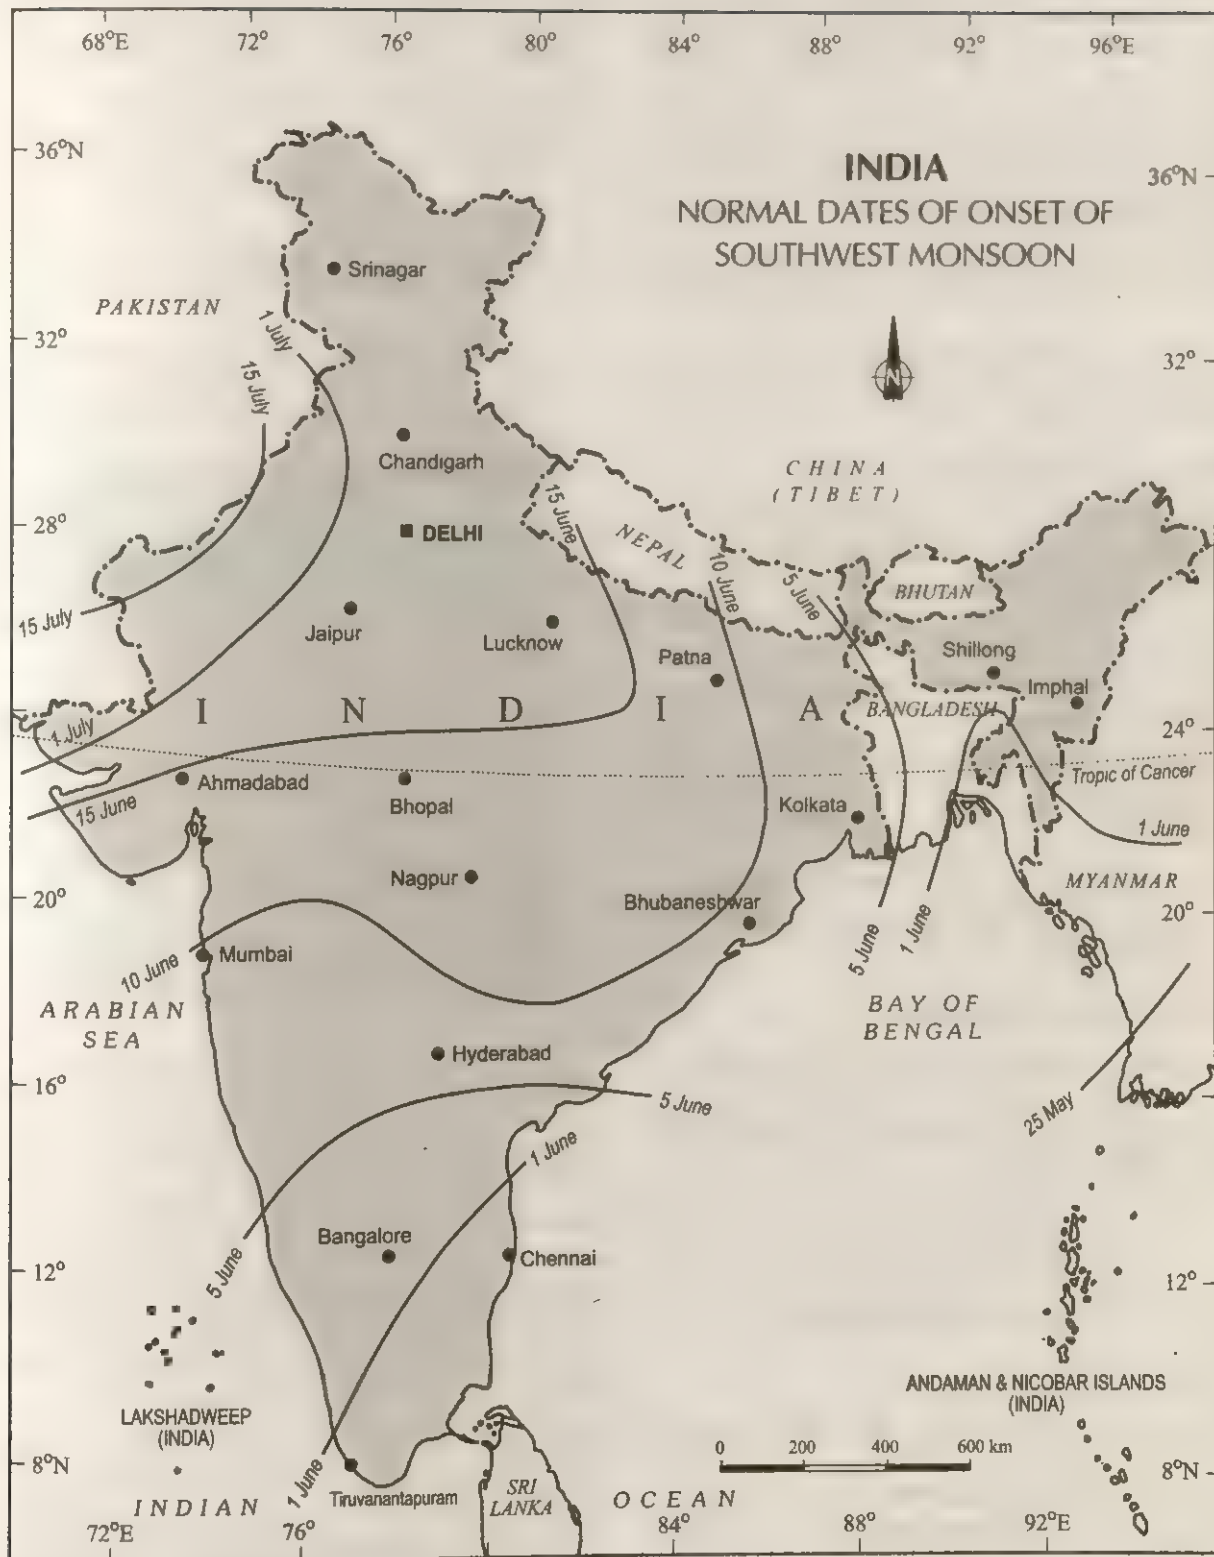 68°E 72° 76° 80° 84° 88° 92° 96°E
36°N
INDIA
NORMAL DATES OF ONSET OF
SOUTHWEST MONSOON
36°N
Srinagar
PAKISTAN
1 July
32°
N
32°
15 July
Chandigarh
CHINA
(TIBET)
15 June
28°
DELHI
NEPAL
10 June
5 June
BHUTAN
15 July
Jaipur
Lucknow
Patna
Shillong
Imphal
I N D I A
BANGLADESH
1 July
24°
Ahmadabad
Tropic of Cancer
15 June
Bhopal
Kolkata
1 June
Nagpur
MYANMAR
20°
Bhubaneshwar
20°
5 June
1 June
10 June
Mumbai
ARABIAN
SEA
BAY OF
BENGAL
Hyderabad
16°
5 June
25 May
1 June
Bangalore
Chennai
5 June
12°
12°
ANDAMAN & NICOBAR ISLANDS
(INDIA)
LAKSHADWEEP
(INDIA)
0 200 400 600 km
8°N
8°N
1 June
Tiruvanantapuram
SRI
LANKA
INDIAN OCEAN
72°E 76° 84° 88° 92°E